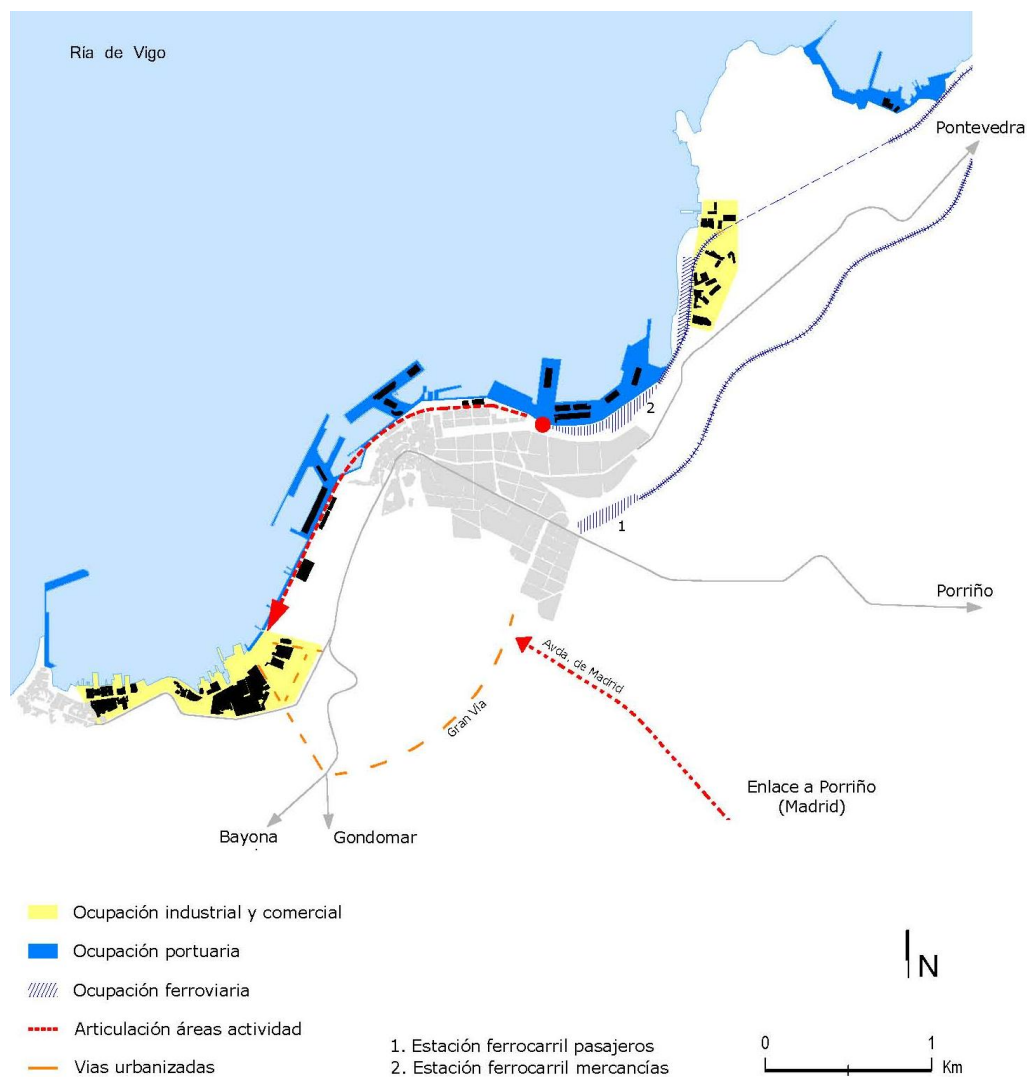 Ría de Vigo
Pontevedra
2
1
Porriño
Avda. de Madrid
Gran Vía
Enlace a Porriño
(Madrid)
Bayona
Gondomar
Ocupación industrial y comercial
Ocupación portuaria
Ocupación ferroviaria
Articulación áreas actividad
Vias urbanizadas
1. Estación ferrocarril pasajeros
2. Estación ferrocarril mercancías
N
0 1
Km